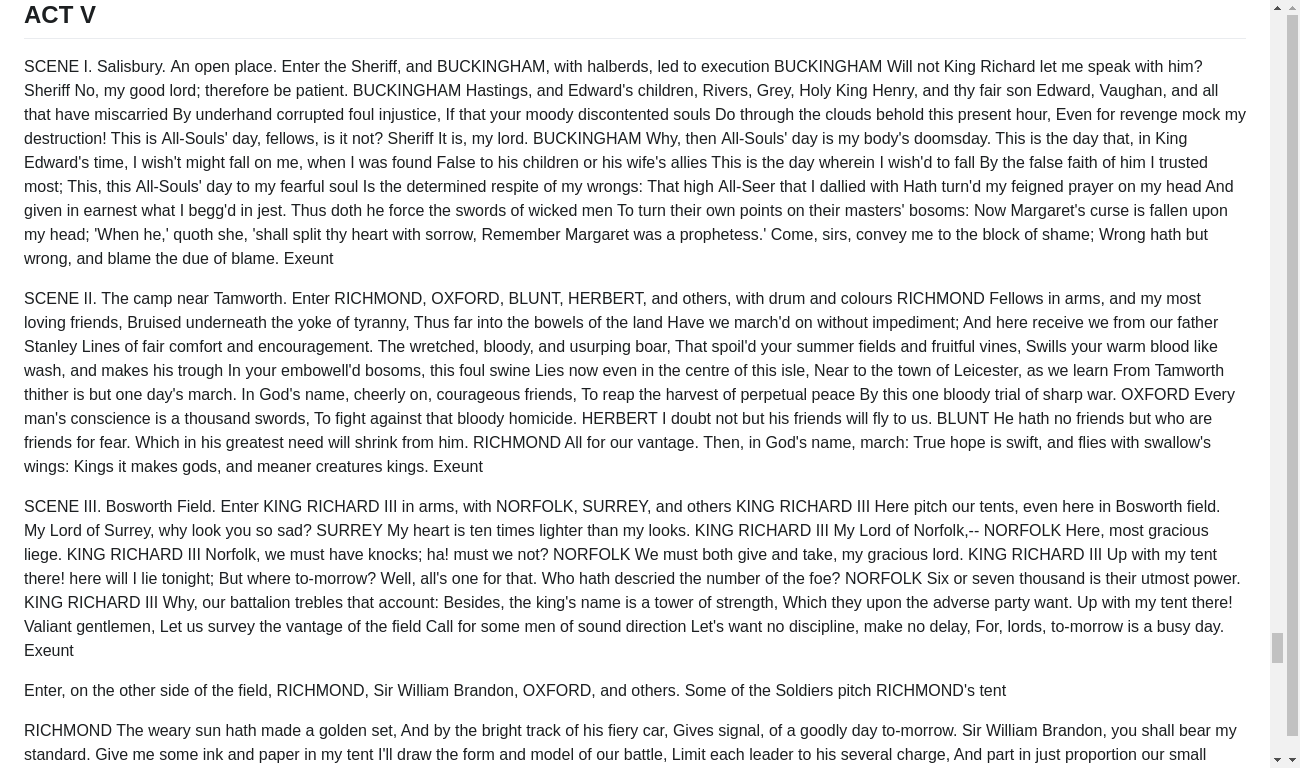 ACT V
SCENE I. Salisbury. An open place. Enter the Sheriff, and BUCKINGHAM, with halberds, led to execution BUCKINGHAM Will not King Richard let me speak with him?
Sheriff No, my good lord; therefore be patient. BUCKINGHAM Hastings, and Edward's children, Rivers, Grey, Holy King Henry, and thy fair son Edward, Vaughan, and all
that have miscarried By underhand corrupted foul injustice, If that your moody discontented souls Do through the clouds behold this present hour, Even for revenge mock my
destruction! This is All-Souls' day, fellows, is it not? Sheriff It is, my lord. BUCKINGHAM Why, then All-Souls' day is my body's doomsday. This is the day that, in King
Edward's time, I wish't might fall on me, when I was found False to his children or his wife's allies This is the day wherein I wish'd to fall By the false faith of him I trusted
most; This, this All-Souls' day to my fearful soul Is the determined respite of my wrongs: That high All-Seer that I dallied with Hath turn'd my feigned prayer on my head And
given in earnest what I begg'd in jest. Thus doth he force the swords of wicked men To turn their own points on their masters' bosoms: Now Margaret's curse is fallen upon
my head; 'When he,' quoth she, 'shall split thy heart with sorrow, Remember Margaret was a prophetess.' Come, sirs, convey me to the block of shame; Wrong hath but
wrong, and blame the due of blame. Exeunt
SCENE II. The camp near Tamworth. Enter RICHMOND, OXFORD, BLUNT, HERBERT, and others, with drum and colours RICHMOND Fellows in arms, and my most
loving friends, Bruised underneath the yoke of tyranny, Thus far into the bowels of the land Have we march'd on without impediment; And here receive we from our father
Stanley Lines of fair comfort and encouragement. The wretched, bloody, and usurping boar, That spoil'd your summer fields and fruitful vines, Swills your warm blood like
wash, and makes his trough In your embowell'd bosoms, this foul swine Lies now even in the centre of this isle, Near to the town of Leicester, as we learn From Tamworth
thither is but one day's march. In God's name, cheerly on, courageous friends, To reap the harvest of perpetual peace By this one bloody trial of sharp war. OXFORD Every
man's conscience is a thousand swords, To fight against that bloody homicide. HERBERT I doubt not but his friends will fly to us. BLUNT He hath no friends but who are
friends for fear. Which in his greatest need will shrink from him. RICHMOND All for our vantage. Then, in God's name, march: True hope is swift, and flies with swallow's
wings: Kings it makes gods, and meaner creatures kings. Exeunt
SCENE III. Bosworth Field. Enter KING RICHARD III in arms, with NORFOLK, SURREY, and others KING RICHARD III Here pitch our tents, even here in Bosworth field.
My Lord of Surrey, why look you so sad? SURREY My heart is ten times lighter than my looks. KING RICHARD III My Lord of Norfolk,-- NORFOLK Here, most gracious
liege. KING RICHARD III Norfolk, we must have knocks; ha! must we not? NORFOLK We must both give and take, my gracious lord. KING RICHARD III Up with my tent
there! here will I lie tonight; But where to-morrow? Well, all's one for that. Who hath descried the number of the foe? NORFOLK Six or seven thousand is their utmost power.
KING RICHARD III Why, our battalion trebles that account: Besides, the king's name is a tower of strength, Which they upon the adverse party want. Up with my tent there!
Valiant gentlemen, Let us survey the vantage of the field Call for some men of sound direction Let's want no discipline, make no delay, For, lords, to-morrow is a busy day.
Exeunt
Enter, on the other side of the field, RICHMOND, Sir William Brandon, OXFORD, and others. Some of the Soldiers pitch RICHMOND's tent
RICHMOND The weary sun hath made a golden set, And by the bright track of his fiery car, Gives signal, of a goodly day to-morrow. Sir William Brandon, you shall bear my
standard. Give me some ink and paper in my tent I'll draw the form and model of our battle, Limit each leader to his several charge, And part in just proportion our small